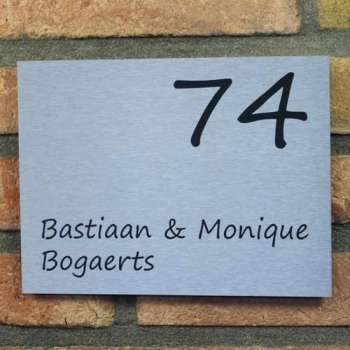 74
Bastiaan & Monique
Bogaerts